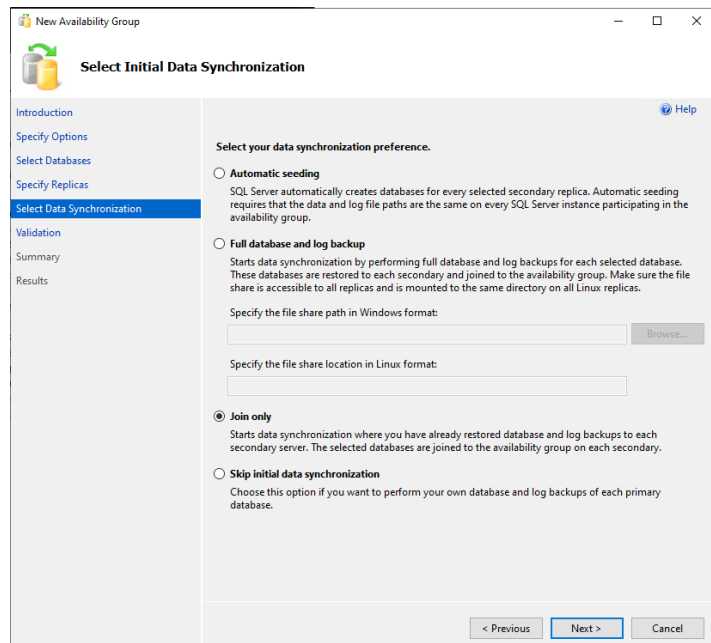 New Availability Group
Select Initial Data Synchronization
Help
Introduction
Specify Options
Select Databases
Specify Replicas
Select Data Synchronization
Validation
Summary
Results
Select your data synchronization preference.
Automatic seeding
SQL Server automatically creates databases for every selected secondary replica. Automatic seeding
requires that the data and log file paths are the same on every SQL Server instance participating in the
availability group.
Full database and log backup
Starts data synchronization by performing full database and log backups for each selected database.
These databases are restored to each secondary and joined to the availability group. Make sure the file
share is accessible to all replicas and is mounted to the same directory on all Linux replicas.
Specify the file share path in Windows format:
Browse...
Specify the file share location in Linux format:
Join only
Starts data synchronization where you have already restored database and log backups to each
secondary server. The selected databases are joined to the availability group on each secondary.
Skip initial data synchronization
Choose this option if you want to perform your own database and log backups of each primary
database.
< Previous
Next >
Cancel